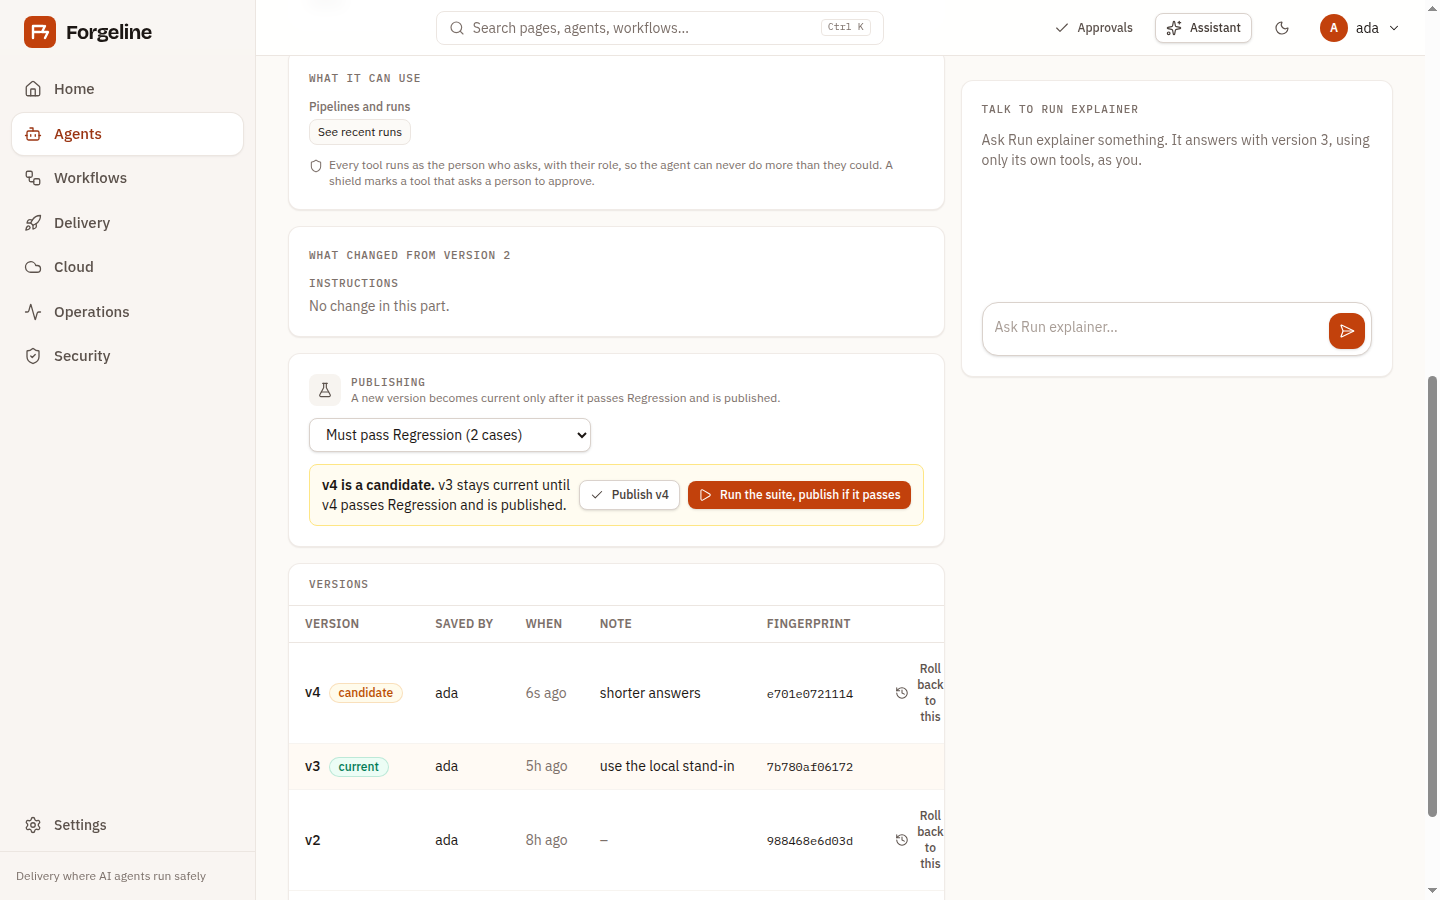 Forgeline
Search pages, agents, workflows...
Ctrl K
Approvals
Assistant
A
ada
Home
Agents
Workflows
Delivery
Cloud
Operations
Security
Settings
Delivery where AI agents run safely
WHAT IT CAN USE
Pipelines and runs
See recent runs
Every tool runs as the person who asks, with their role, so the agent can never do more than they could. A
shield marks a tool that asks a person to approve.
WHAT CHANGED FROM VERSION 2
INSTRUCTIONS
No change in this part.
PUBLISHING
A new version becomes current only after it passes Regression and is published.
Must pass Regression (2 cases)
v4 is a candidate. v3 stays current until
v4 passes Regression and is published.
Publish v4
Run the suite, publish if it passes
VERSIONS
VERSION SAVED BY WHEN NOTE FINGERPRINT
v4 candidate ada 6s ago shorter answers e701e0721114
Roll
back
to
this
v3 current ada 5h ago use the local stand-in 7b780af06172
v2 ada 8h ago – 988468e6d03d
Roll
back
to
this
TALK TO RUN EXPLAINER
Ask Run explainer something. It answers with version 3, using
only its own tools, as you.
Ask Run explainer...